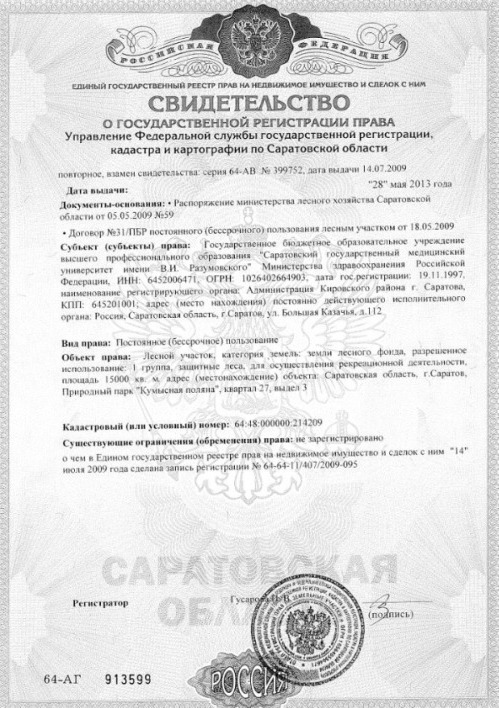 РОССИЙСКАЯ ФЕДЕРАЦИЯ
ЕДИНЫЙ ГОСУДАРСТВЕННЫЙ РЕЕСТР ПРАВ НА НЕДВИЖИМОЕ ИМУЩЕСТВО И СДЕЛОК С НИМ
СВИДЕТЕЛЬСТВО
О ГОСУДАРСТВЕННОЙ РЕГИСТРАЦИИ ПРАВА
Управление Федеральной службы государственной регистрации,
кадастра и картографии по Саратовской области
повторное, взамен свидетельства: серия 64-АВ № 399752, дата выдачи 14.07.2009
Дата выдачи: "28" мая 2013 года
Документы-основания: • Распоряжение министерства лесного хозяйства Саратовской
области от 05.05.2009 №59
• Договор №31/ПБР постоянного (бессрочного) пользования лесным участком от 18.05.2009
Субъект (субъекты) права: Государственное бюджетное образовательное учреждение
высшего профессионального образования "Саратовский государственный медицинский
университет имени В.И. Разумовского" Министерства здравоохранения Российской
Федерации, ИНН: 6452006471, ОГРН: 1026402664903, дата гос.регистрации: 19.11.1997,
наименование регистрирующего органа: Администрация Кировского района г. Саратова,
КПП: 645201001; адрес (место нахождения) постоянно действующего исполнительного
органа: Россия, Саратовская область, г.Саратов, ул. Большая Казачья, д.112
Вид права: Постоянное (бессрочное) пользование
Объект права: Лесной участок, категория земель: земли лесного фонда, разрешенное
использование: 1 группа, защитные леса, для осуществления рекреационной деятельности,
площадь 15000 кв. м, адрес (местонахождение) объекта: Саратовская область, г.Саратов,
Природный парк "Кумысная поляна", квартал 27, выдел 3
Кадастровый (или условный) номер: 64:48:000000:214209
Существующие ограничения (обременения) права: не зарегистрировано
о чем в Едином государственном реестре прав на недвижимое имущество и сделок с ним "14"
июля 2009 года сделана запись регистрации № 64-64-11/407/2009-095
САРАТОВСКАЯ
ОБЛАСТЬ
Регистратор
(подпись)
64-АГ 913599
РОССИЯ